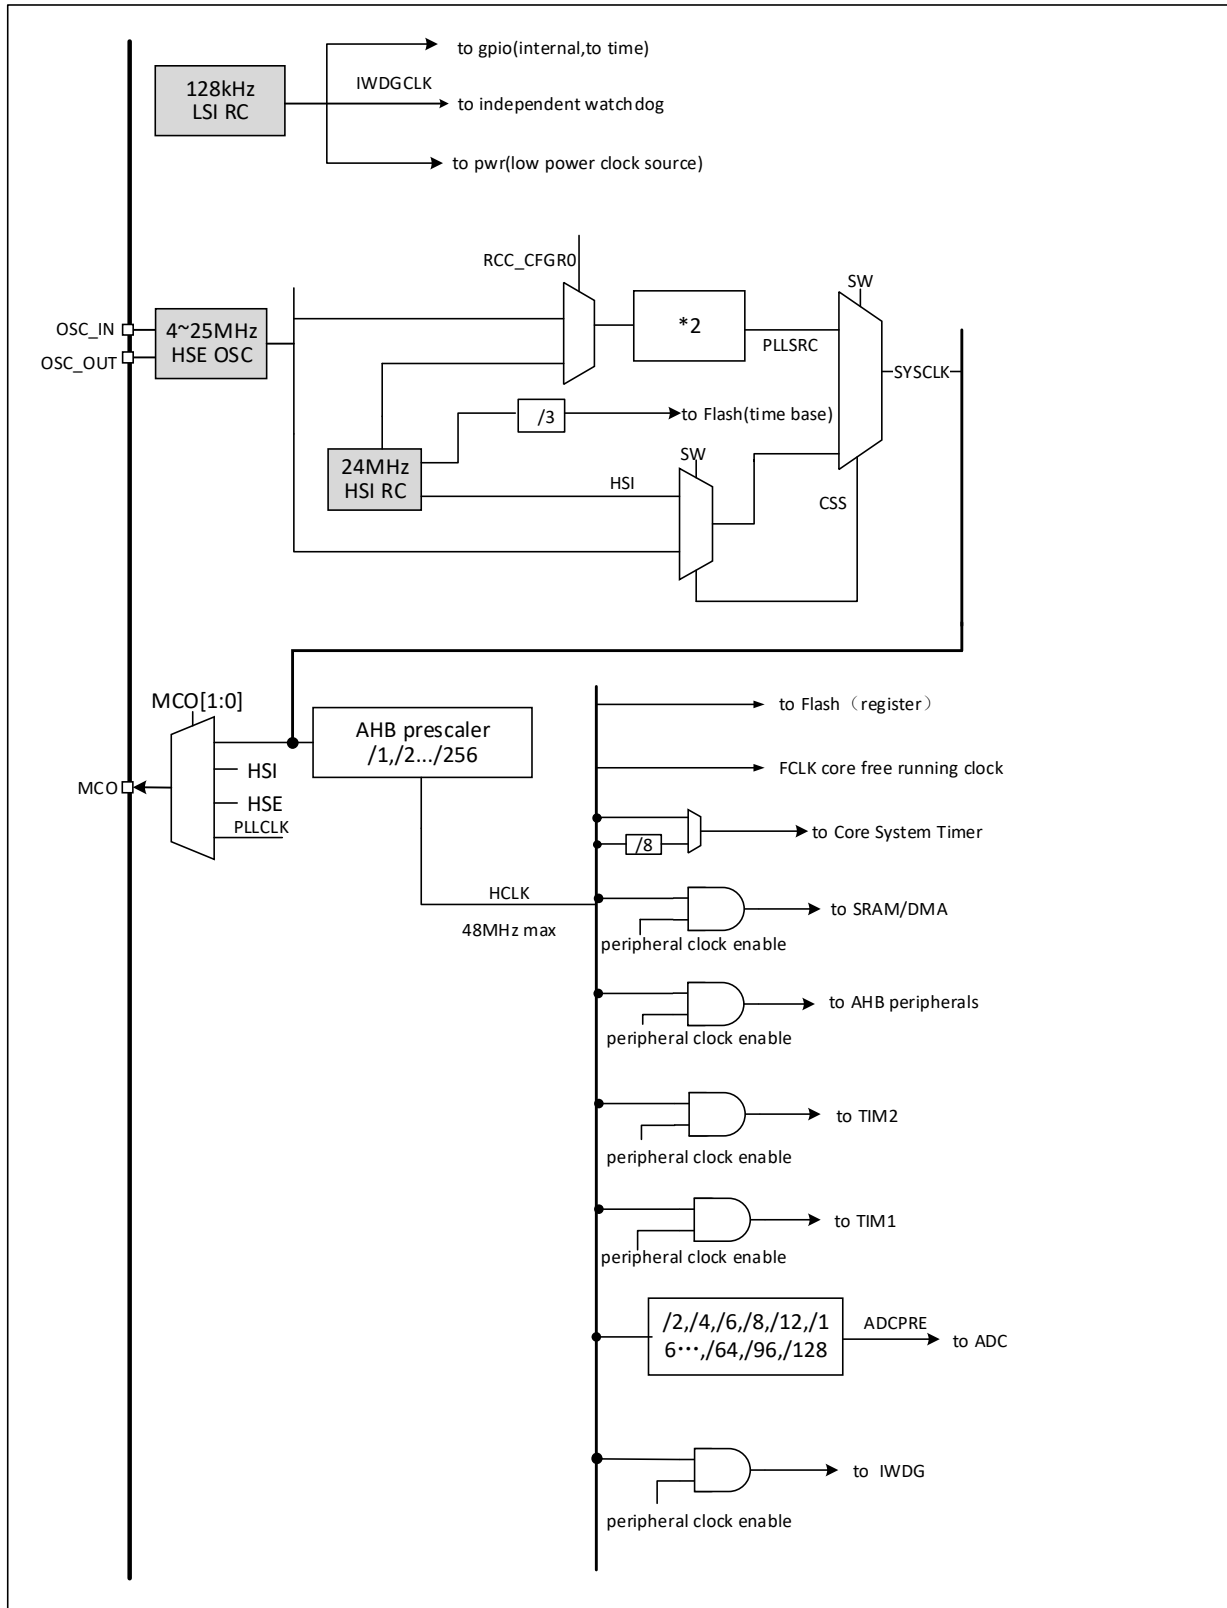 to gpio(internal,to time)
128kHz
LSI RC
IWDGCLK
to independent watchdog
to pwr(low power clock source)
RCC_CFGR0
SW
OSC_IN
4~25MHz
HSE OSC
*2
OSC_OUT
PLLSRC
SYSCLK
/3
to Flash(time base)
24MHz
HSI RC
SW
HSI
CSS
MCO[1:0]
AHB prescaler
/1,/2.../256
to Flash（register）
HSI
FCLK core free running clock
MCO
HSE
PLLCLK
/8
to Core System Timer
HCLK
48MHz max
to SRAM/DMA
peripheral clock enable
to AHB peripherals
peripheral clock enable
to TIM2
peripheral clock enable
to TIM1
peripheral clock enable
/2,/4,/6,/8,/12,/1
6···,/64,/96,/128
ADCPRE
to ADC
to IWDG
peripheral clock enable